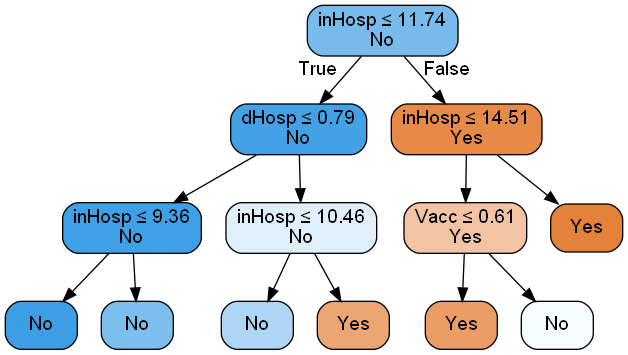 inHosp ≤ 11.74
No
True
False
dHosp ≤ 0.79
No
inHosp ≤ 14.51
Yes
inHosp ≤ 9.36
No
inHosp ≤ 10.46
No
Vacc ≤ 0.61
Yes
Yes
No
No
No
Yes
Yes
No